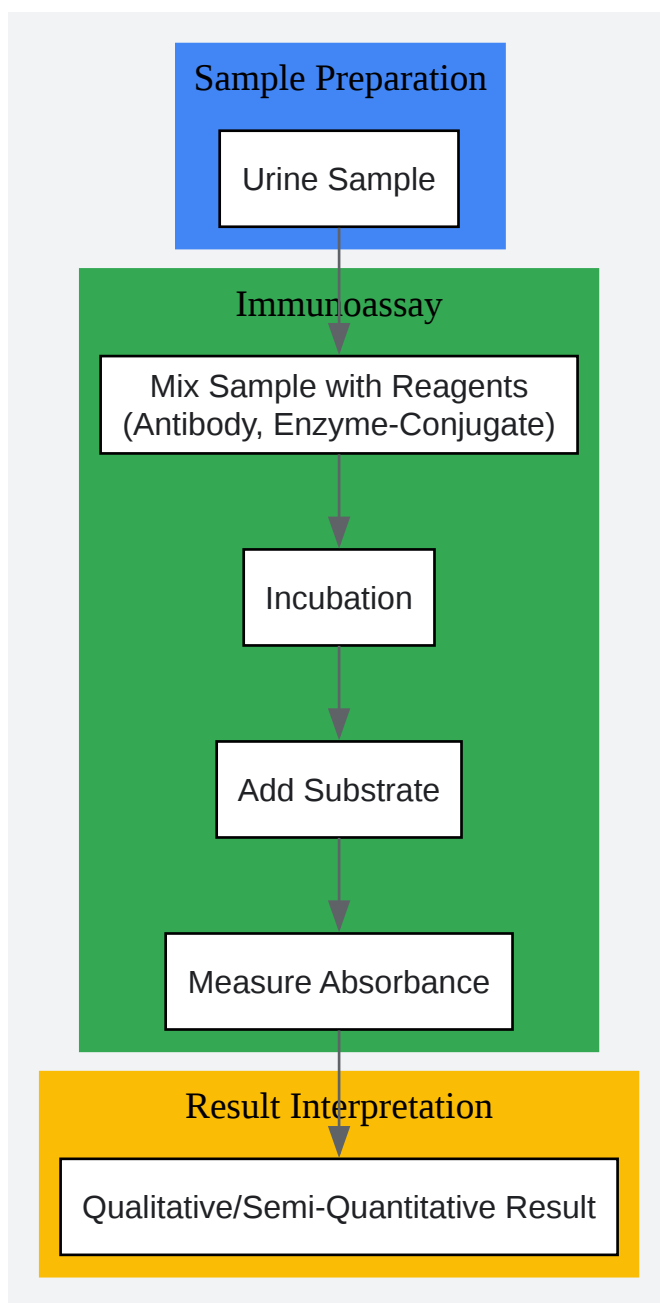 Sample Preparation
Urine Sample
Immunoassay
Mix Sample with Reagents
(Antibody, Enzyme-Conjugate)
Incubation
Add Substrate
Measure Absorbance
Result Interpretation
Qualitative/Semi-Quantitative Result